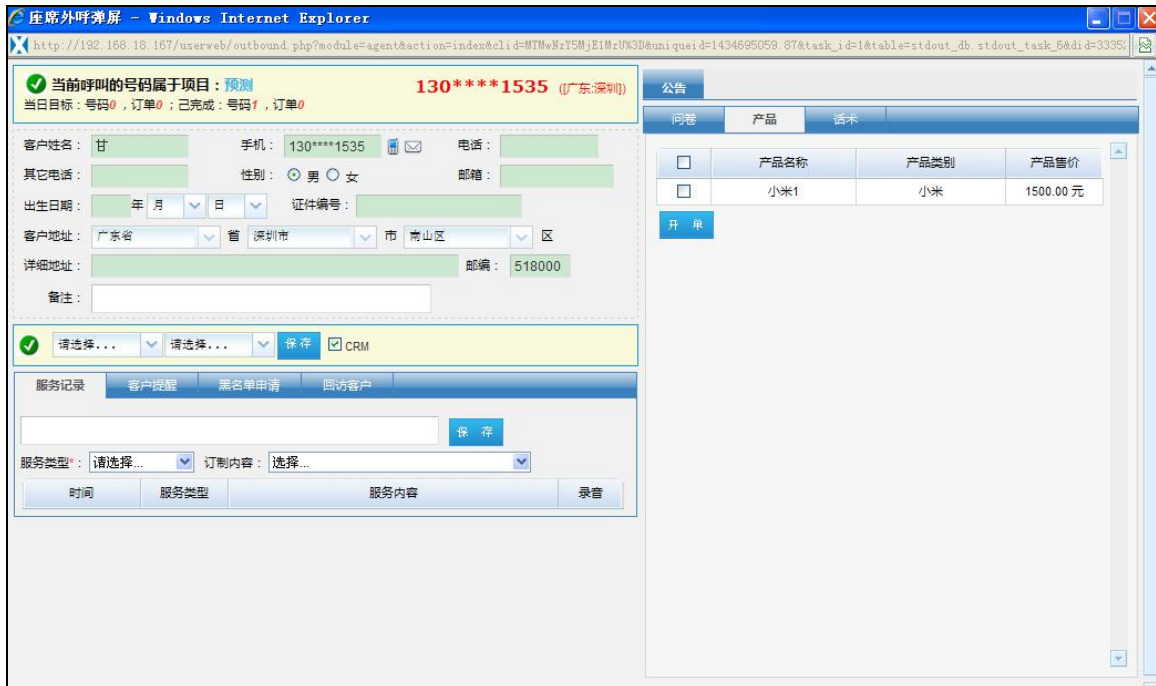 座席外呼弹屏 - Windows Internet Explorer
http://192.168.18.167/userweb/outbound.php?module=agent&action=index&clid=MTMwNzY5MjE1MzU%3D&uniqueid=1434695059.87&task_id=1&table=stdout_db.stdout_task_6&did=3335
当前呼叫的号码属于项目：预测 130****1535 ([广东:深圳])
当日目标：号码0 ，订单0 ；已完成：号码1 ，订单0
客户姓名： 甘 手机： 130****1535 电话：
其它电话： 性别： 男 女 邮箱：
出生日期： 年 月 日 证件编号：
客户地址： 广东省 省 深圳市 市 南山区 区
详细地址： 邮编： 518000
备注：
请选择... 请选择... 保存 CRM
服务记录 客户提醒 黑名单申请 回访客户
保 存
服务类型*： 请选择... 订制内容： 选择...
时间 服务类型 服务内容 录音
公告
问卷 产品 话术
产品名称 产品类别 产品售价
小米1 小米 1500.00 元
开 单